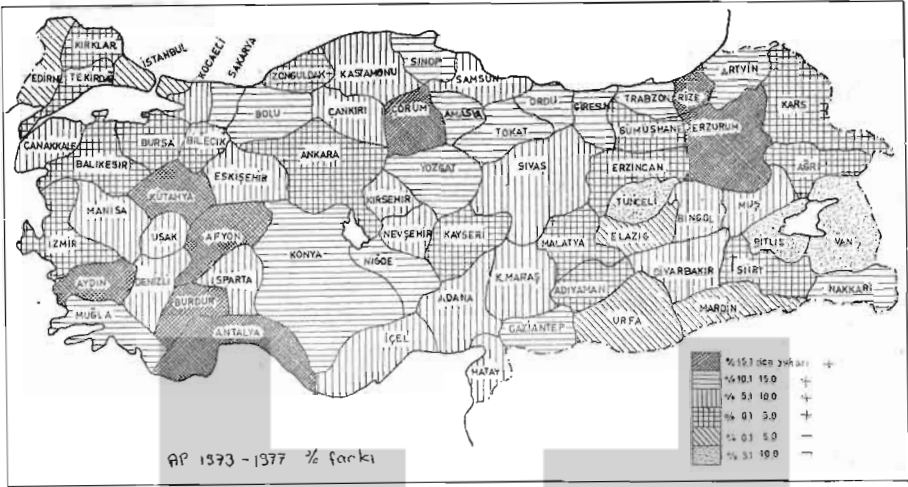 KIRKLAR
EDİRNE
TEKİRDAĞ
İSTANBUL
KOCAELİ
SAKARYA
ZONGULDAK
KASTAMONU
SİNOP
SAMSUN
ARTVİN
BOLU
ÇANKIRI
ÇORUM
AMASYA
ORDU
GİRESUN
TRABZON
RİZE
KARS
ÇANAKKALE
BALIKESİR
BURSA
BİLECİK
ANKARA
TOKAT
GÜMÜŞHANE
ERZURUM
ESKİŞEHİR
YOZGAT
SIVAS
ERZİNCAN
AĞRI
KÜTAHYA
KIRŞEHİR
TUNCELİ
MANİSA
UŞAK
AFYON
NEVŞEHİR
KAYSERİ
MALATYA
ELAZIĞ
BİNGÖL
MUŞ
İZMİR
KONYA
NİĞDE
BİTLİS
VAN
AYDIN
DENİZLİ
ISPARTA
K.MARAŞ
ADIYAMAN
DİYARBAKIR
SİİRT
HAKKARİ
BURDUR
ADANA
MUĞLA
ANTALYA
İÇEL
GAZİANTEP
URFA
MARDİN
HATAY
% 15.1 den yukarı +
% 10.1 15.0 +
% 5.1 10.0 +
% 0.1 5.0 +
% 0.1 5.0 -
% 5.1 10.0 -
AP 1973-1977 % farkı